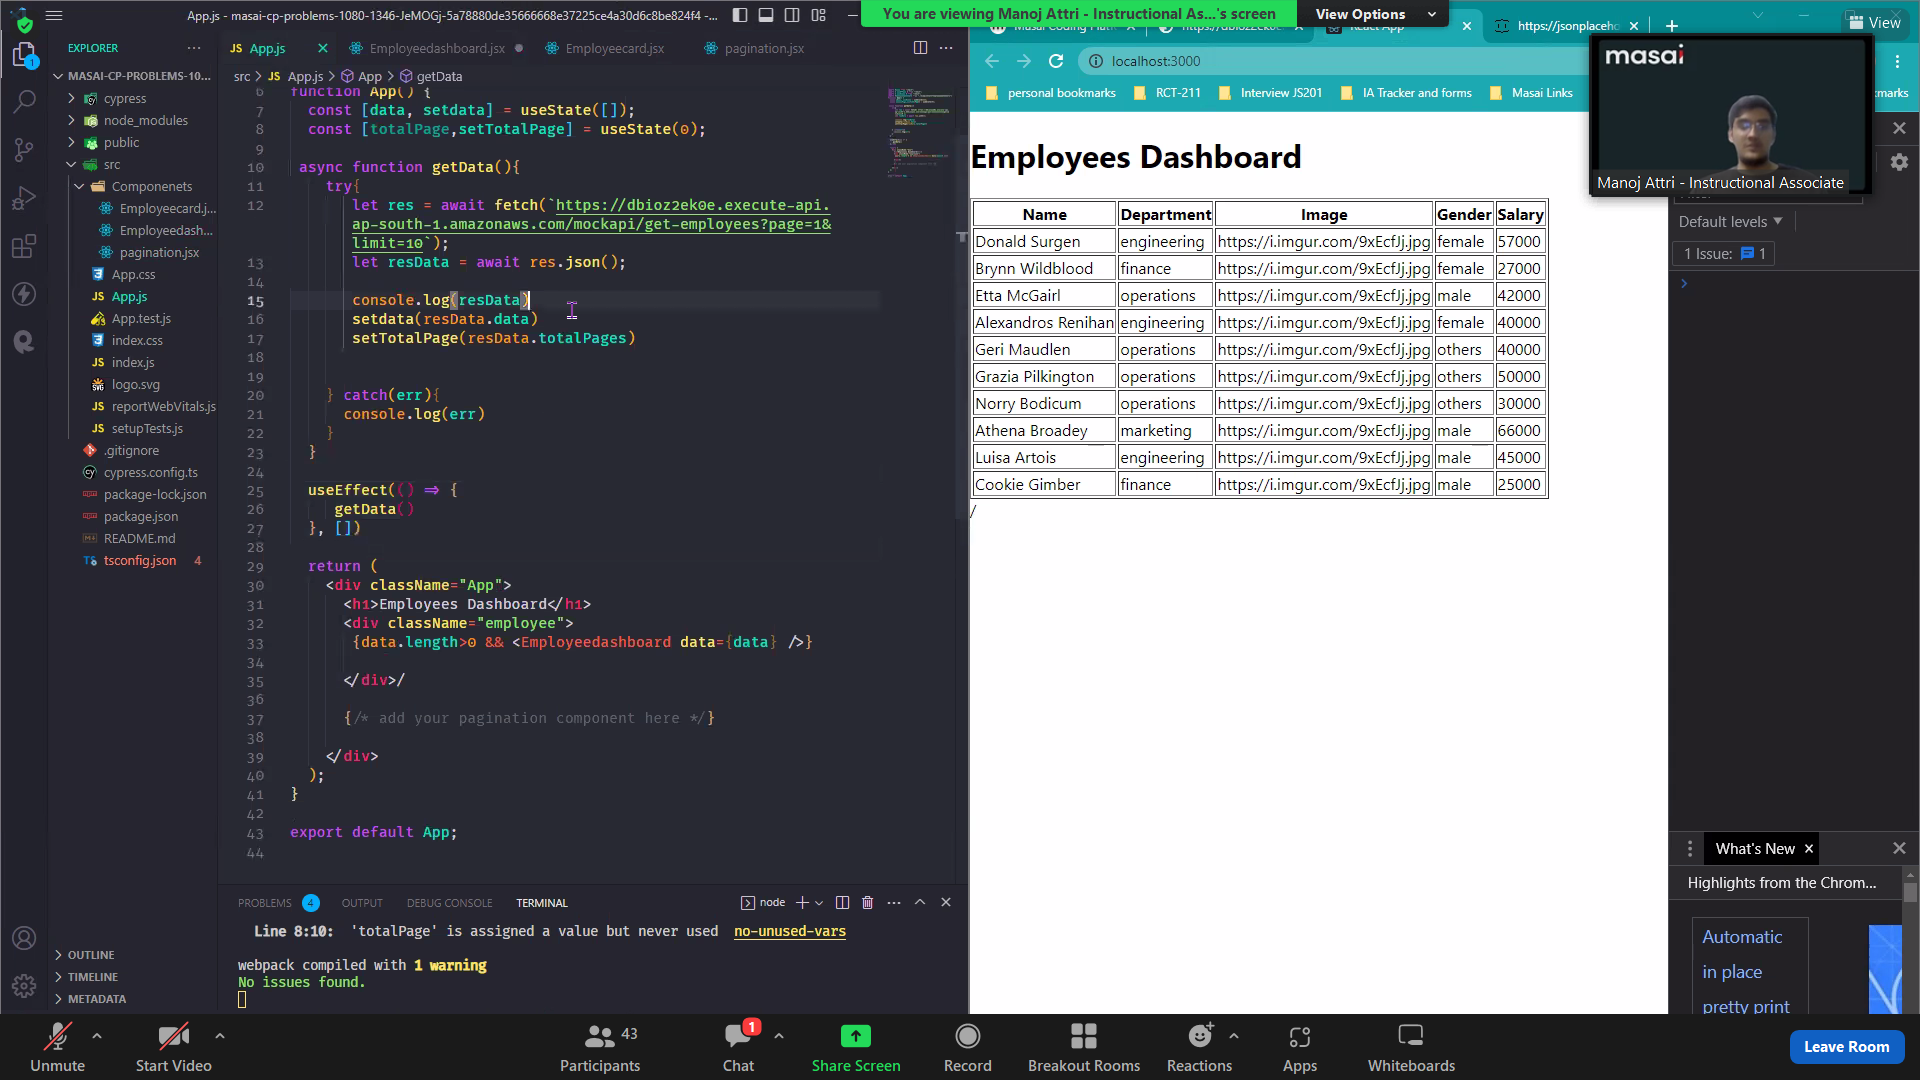 App.js - masai-cp-problems-1080-1346-JeMOGj-5a78880de35666668e37225ce4a30d6c8be824f4 - ...
You are viewing Manoj Attri - Instructional As...'s screen
View Options
View
EXPLORER
App.js
Employeedashboard.jsx
Employeecard.jsx
pagination.jsx
React App
https://jsonplaceho
masai
MASAI-CP-PROBLEMS-10...
src > JS App.js > App > getData
localhost:3000
personal bookmarks
RCT-211
Interview JS201
IA Tracker and forms
Masai Links
cypress
node_modules
public
src
Componenets
Employeecard.j...
Employeedash...
pagination.jsx
App.css
App.js
App.test.js
index.css
index.js
logo.svg
reportWebVitals.js
setupTests.js
.gitignore
cypress.config.ts
package-lock.json
package.json
README.md
tsconfig.json 4
OUTLINE
TIMELINE
METADATA
6 function App() {
7 const [data, setdata] = useState([]);
8 const [totalPage,setTotalPage] = useState(0);
9
10 async function getData(){
11 try{
12 let res = await fetch(`https://dbioz2ek0e.execute-api.
ap-south-1.amazonaws.com/mockapi/get-employees?page=1&
limit=10`);
13 let resData = await res.json();
14
15 console.log(resData)
16 setdata(resData.data)
17 setTotalPage(resData.totalPages)
18
19
20 } catch(err){
21 console.log(err)
22 }
23 }
24
25 useEffect(() ⇒ {
26 getData()
27 }, [])
28
29 return (
30 <div className="App">
31 <h1>Employees Dashboard</h1>
32 <div className="employee">
33 {data.length>0 && <Employeedashboard data={data} />}
34
35 </div>/
36
37 {/* add your pagination component here */}
38
39 </div>
40 );
41 }
42
43 export default App;
44
PROBLEMS 4 OUTPUT DEBUG CONSOLE TERMINAL
node
Line 8:10: 'totalPage' is assigned a value but never used no-unused-vars
webpack compiled with 1 warning
No issues found.
Employees Dashboard
Name Department Image Gender Salary
Donald Surgen engineering https://i.imgur.com/9xEcfJj.jpg female 57000
Brynn Wildblood finance https://i.imgur.com/9xEcfJj.jpg female 27000
Etta McGairl operations https://i.imgur.com/9xEcfJj.jpg male 42000
Alexandros Renihan engineering https://i.imgur.com/9xEcfJj.jpg female 40000
Geri Maudlen operations https://i.imgur.com/9xEcfJj.jpg others 40000
Grazia Pilkington operations https://i.imgur.com/9xEcfJj.jpg others 50000
Norry Bodicum operations https://i.imgur.com/9xEcfJj.jpg others 30000
Athena Broadey marketing https://i.imgur.com/9xEcfJj.jpg male 66000
Luisa Artois engineering https://i.imgur.com/9xEcfJj.jpg male 45000
Cookie Gimber finance https://i.imgur.com/9xEcfJj.jpg male 25000
/
Manoj Attri - Instructional Associate
Default levels
1 Issue: 1
What's New
Highlights from the Chrom...
Automatic
in place
pretty print
Unmute
Start Video
Participants 43
Chat 1
Share Screen
Record
Breakout Rooms
Reactions
Apps
Whiteboards
Leave Room